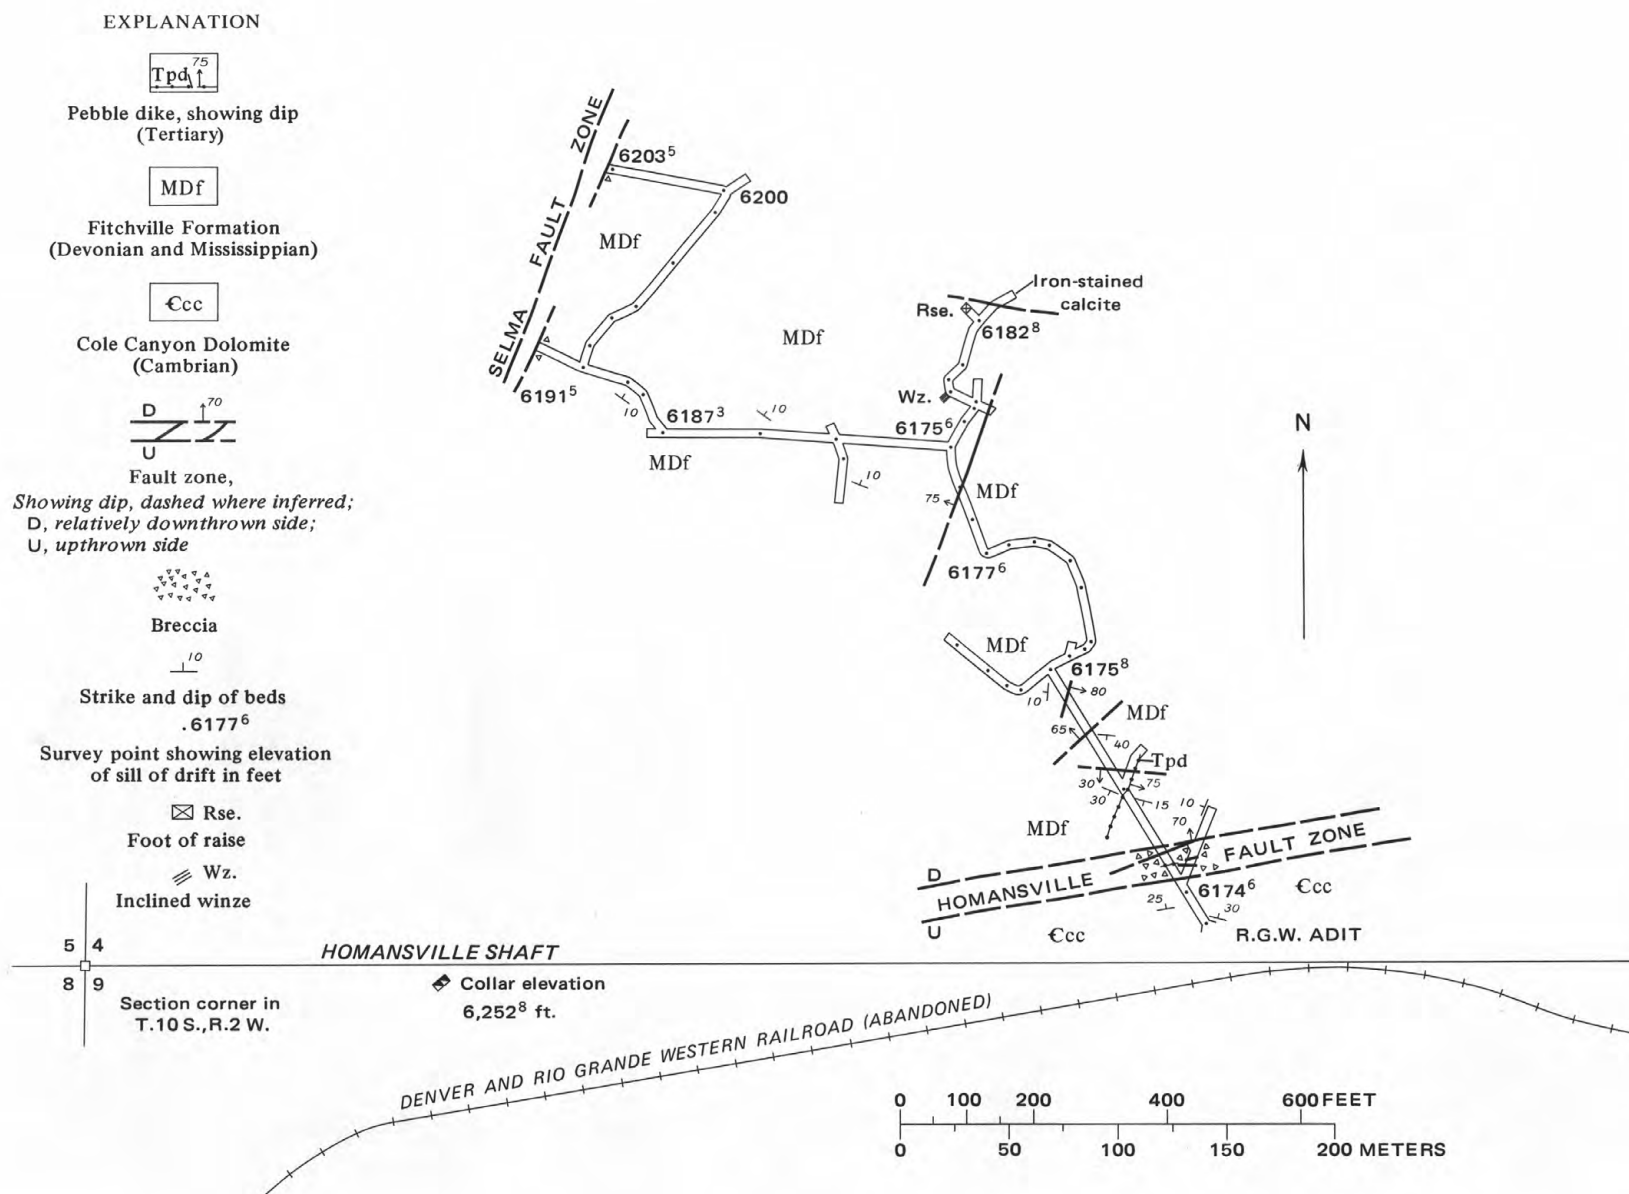 EXPLANATION
Tpd 75
Pebble dike, showing dip
(Tertiary)
MDf
Fitchville Formation
(Devonian and Mississippian)
Єcc
Cole Canyon Dolomite
(Cambrian)
D 70
U
Fault zone,
Showing dip, dashed where inferred;
D, relatively downthrown side;
U, upthrown side
Breccia
10
Strike and dip of beds
.6177⁶
Survey point showing elevation
of sill of drift in feet
Rse.
Foot of raise
Wz.
Inclined winze
5 4
8 9
Section corner in
T.10 S.,R.2 W.
SELMA FAULT ZONE
6203⁵
6200
MDf
6191⁵
10
6187³
10
MDf
MDf
Iron-stained
calcite
Rse.
6182⁸
Wz.
6175⁶
10
75
MDf
6177⁶
N
MDf
6175⁸
10
80
MDf
65
40
Tpd
30
75
30
15
10
70
MDf
D
HOMANSVILLE FAULT ZONE
U
6174⁶
Єcc
25
30
Єcc
R.G.W. ADIT
HOMANSVILLE SHAFT
Collar elevation
6,252⁸ ft.
DENVER AND RIO GRANDE WESTERN RAILROAD (ABANDONED)
0 100 200 400 600 FEET
0 50 100 150 200 METERS